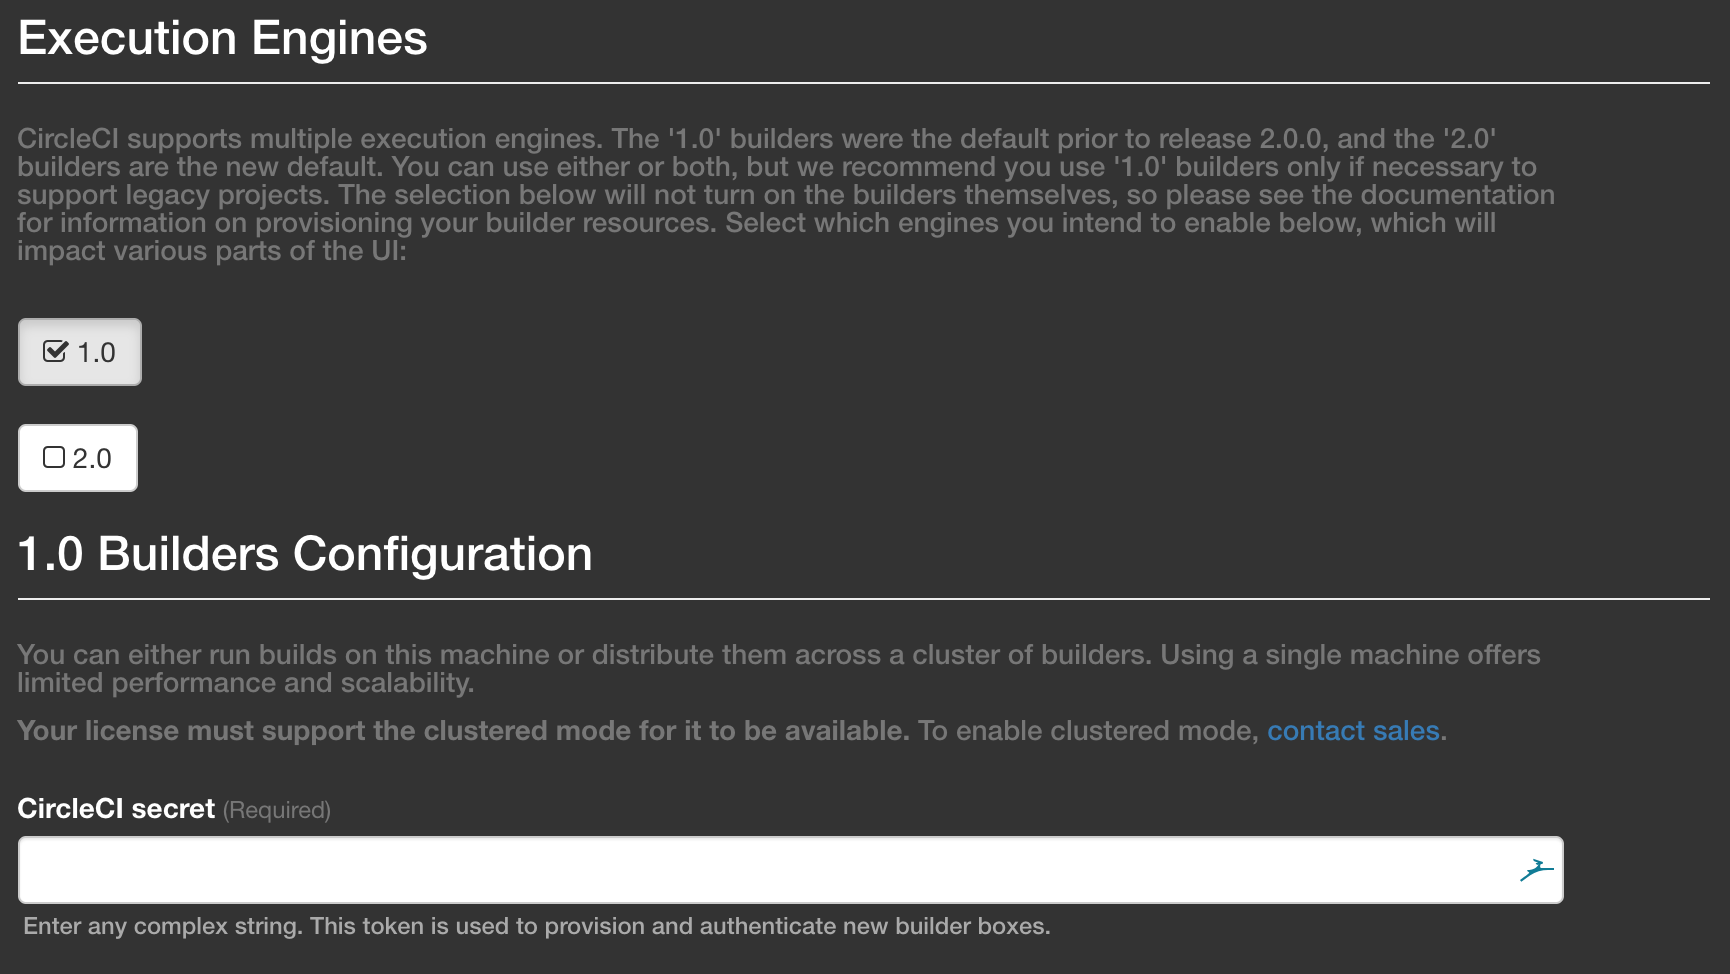 Execution Engines
CircleCI supports multiple execution engines. The '1.0' builders were the default prior to release 2.0.0, and the '2.0'
builders are the new default. You can use either or both, but we recommend you use '1.0' builders only if necessary to
support legacy projects. The selection below will not turn on the builders themselves, so please see the documentation
for information on provisioning your builder resources. Select which engines you intend to enable below, which will
impact various parts of the UI:
1.0
2.0
1.0 Builders Configuration
You can either run builds on this machine or distribute them across a cluster of builders. Using a single machine offers
limited performance and scalability.
Your license must support the clustered mode for it to be available. To enable clustered mode, contact sales.
CircleCI secret (Required)
Enter any complex string. This token is used to provision and authenticate new builder boxes.